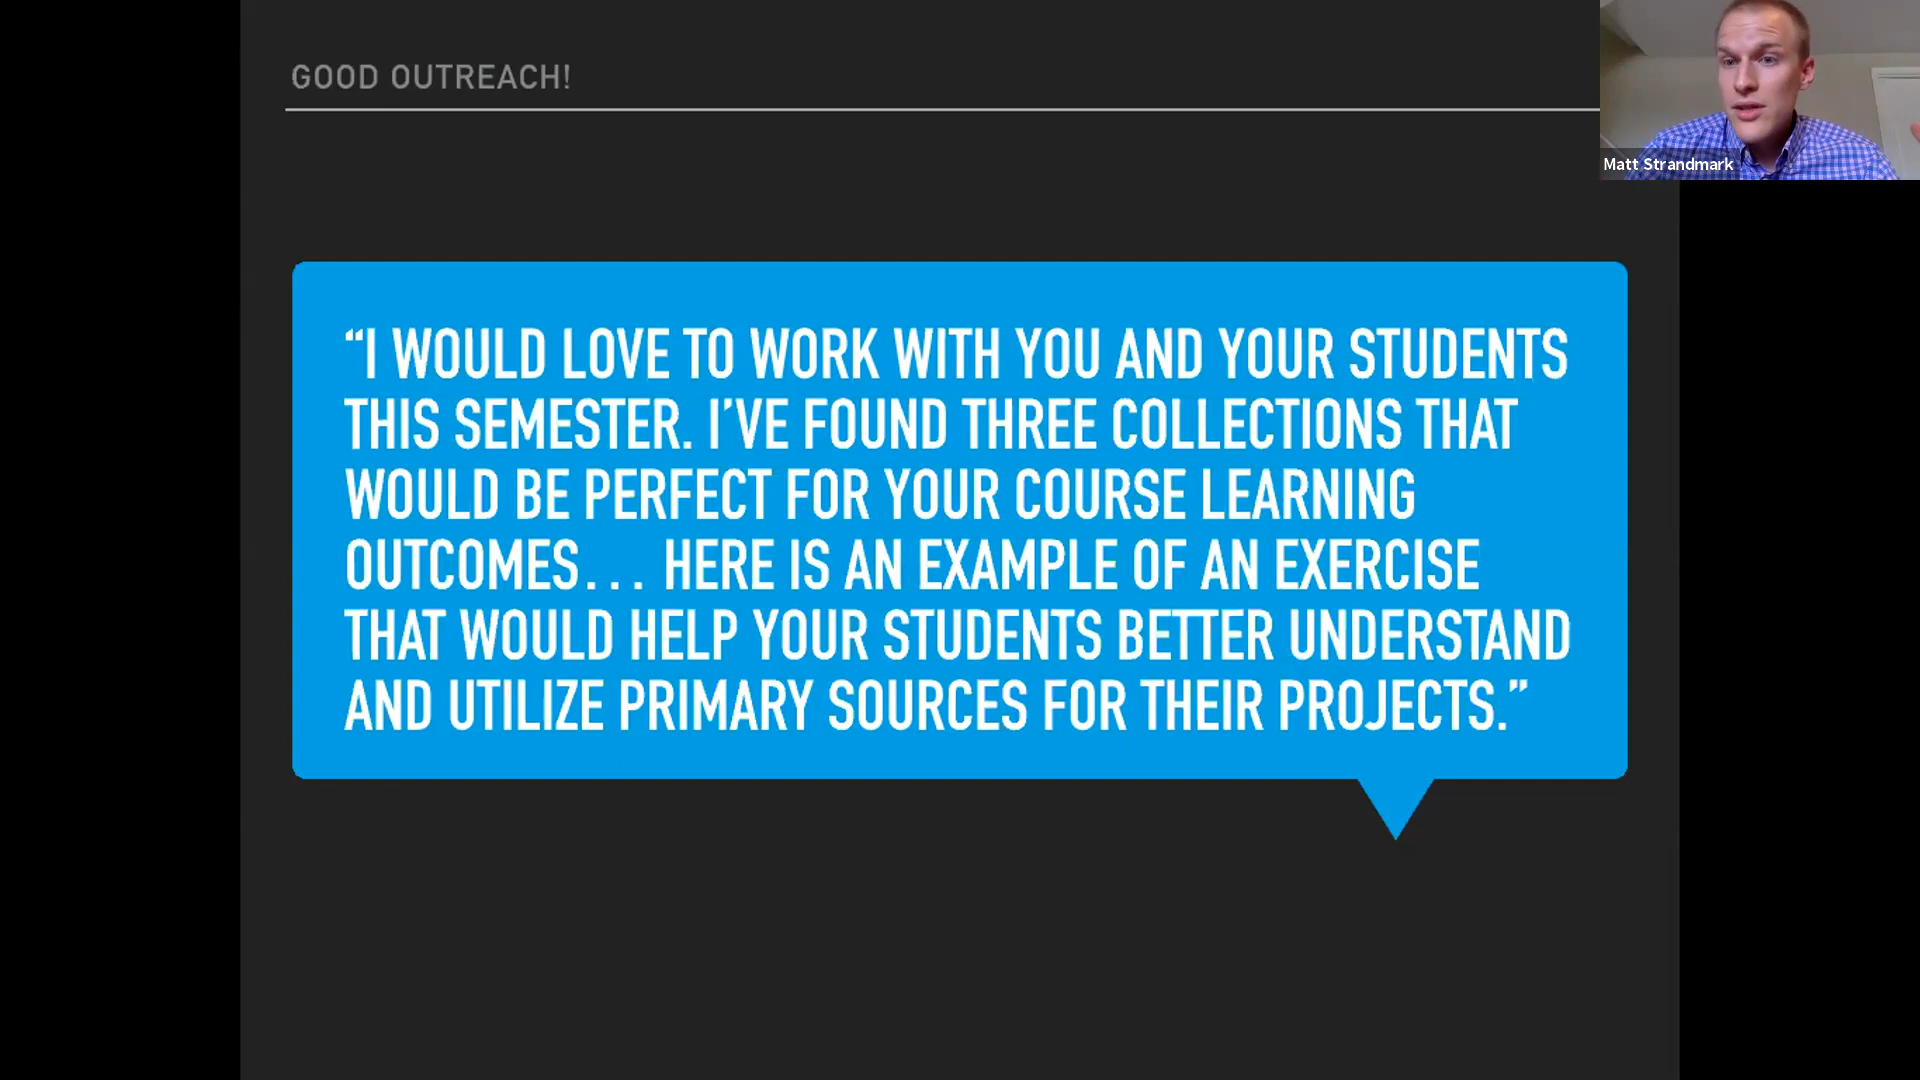 GOOD OUTREACH!
Matt Strandmark
“I WOULD LOVE TO WORK WITH YOU AND YOUR STUDENTS
THIS SEMESTER. I’VE FOUND THREE COLLECTIONS THAT
WOULD BE PERFECT FOR YOUR COURSE LEARNING
OUTCOMES... HERE IS AN EXAMPLE OF AN EXERCISE
THAT WOULD HELP YOUR STUDENTS BETTER UNDERSTAND
AND UTILIZE PRIMARY SOURCES FOR THEIR PROJECTS.”